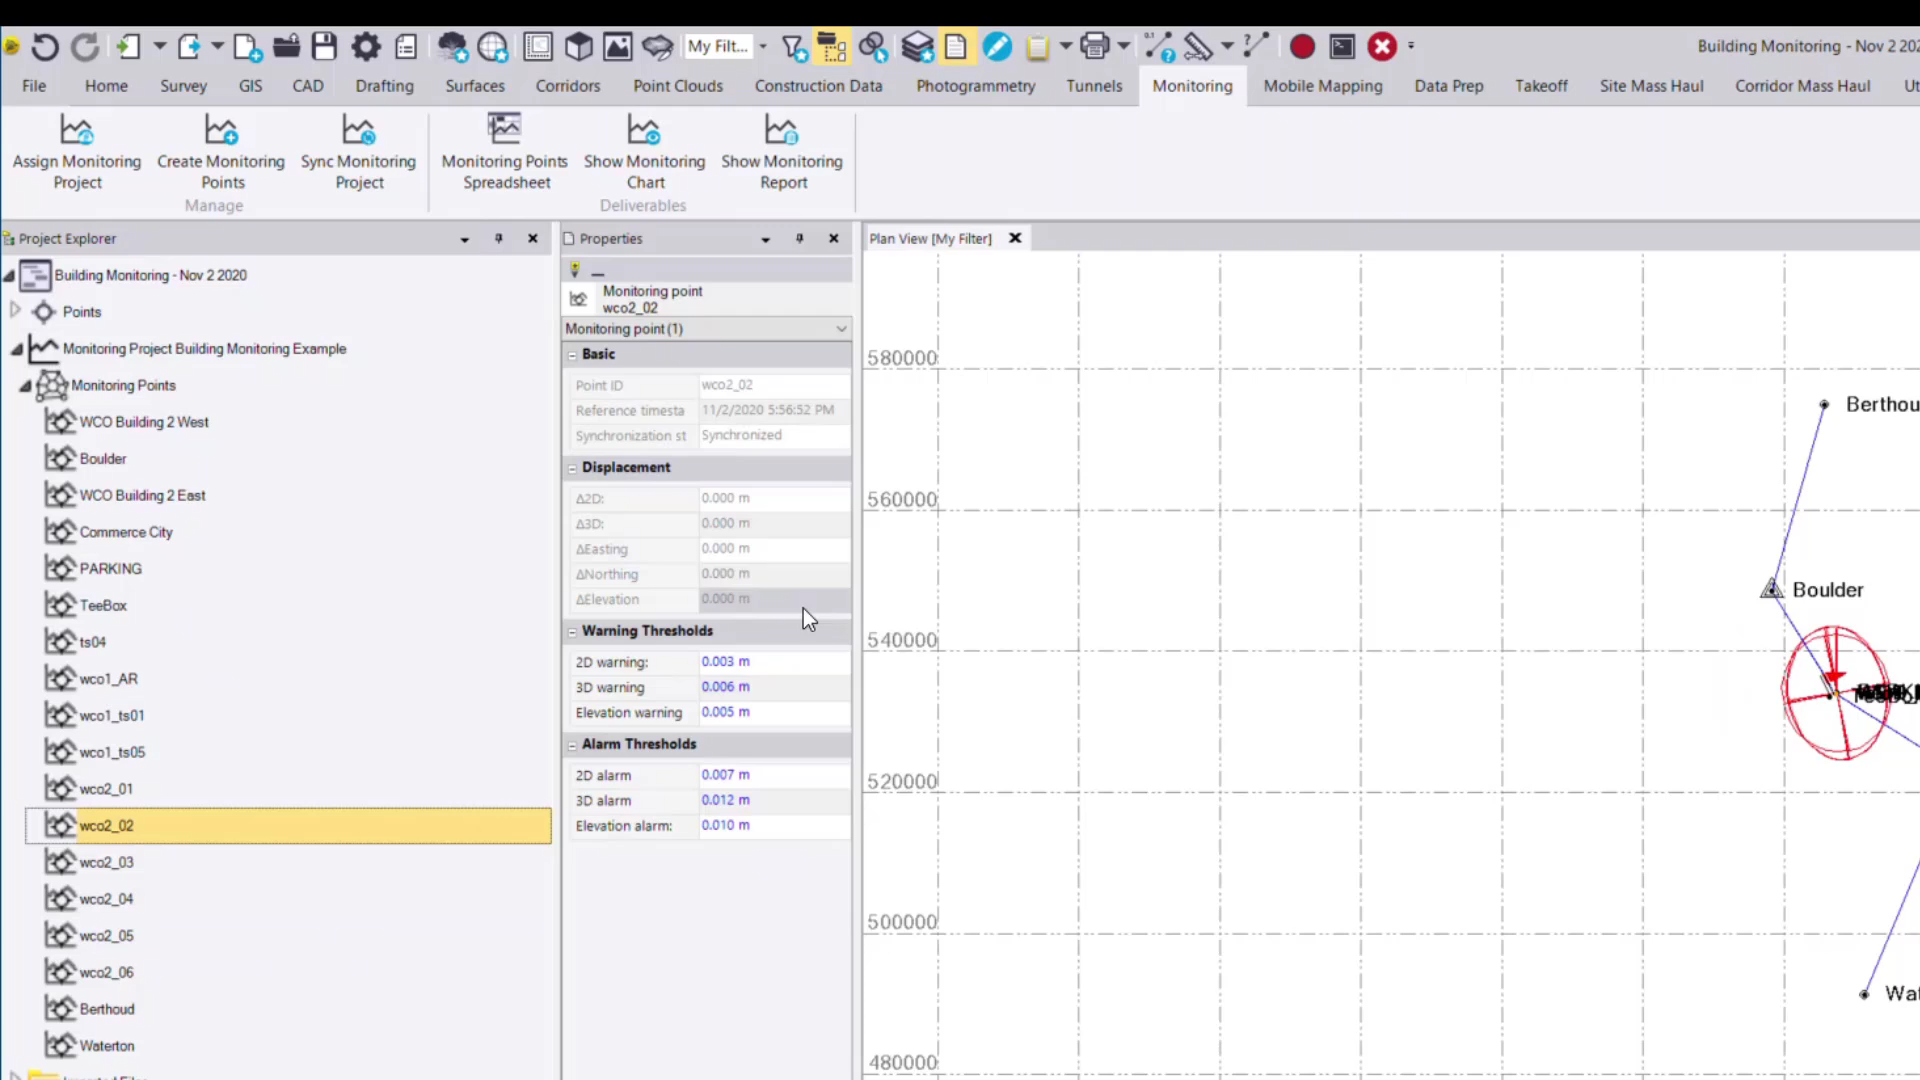 My Filt...
Building Monitoring - Nov 2 202
File Home Survey GIS CAD Drafting Surfaces Corridors Point Clouds Construction Data Photogrammetry Tunnels Monitoring Mobile Mapping Data Prep Takeoff Site Mass Haul Corridor Mass Haul Ut
Assign Monitoring Project
Create Monitoring Points
Sync Monitoring Project
Monitoring Points Spreadsheet
Show Monitoring Chart
Show Monitoring Report
Manage
Deliverables
Project Explorer
Building Monitoring - Nov 2 2020
Points
Monitoring Project Building Monitoring Example
Monitoring Points
WCO Building 2 West
Boulder
WCO Building 2 East
Commerce City
PARKING
TeeBox
ts04
wco1_AR
wco1_ts01
wco1_ts05
wco2_01
wco2_02
wco2_03
wco2_04
wco2_05
wco2_06
Berthoud
Waterton
Properties
Monitoring point
wco2_02
Monitoring point (1)
Basic
Point ID wco2_02
Reference timesta 11/2/2020 5:56:52 PM
Synchronization st Synchronized
Displacement
Δ2D: 0.000 m
Δ3D: 0.000 m
ΔEasting 0.000 m
ΔNorthing 0.000 m
ΔElevation 0.000 m
Warning Thresholds
2D warning: 0.003 m
3D warning 0.006 m
Elevation warning 0.005 m
Alarm Thresholds
2D alarm 0.007 m
3D alarm 0.012 m
Elevation alarm: 0.010 m
Plan View [My Filter]
580000
560000
540000
520000
500000
480000
Berthou
Boulder
Wat